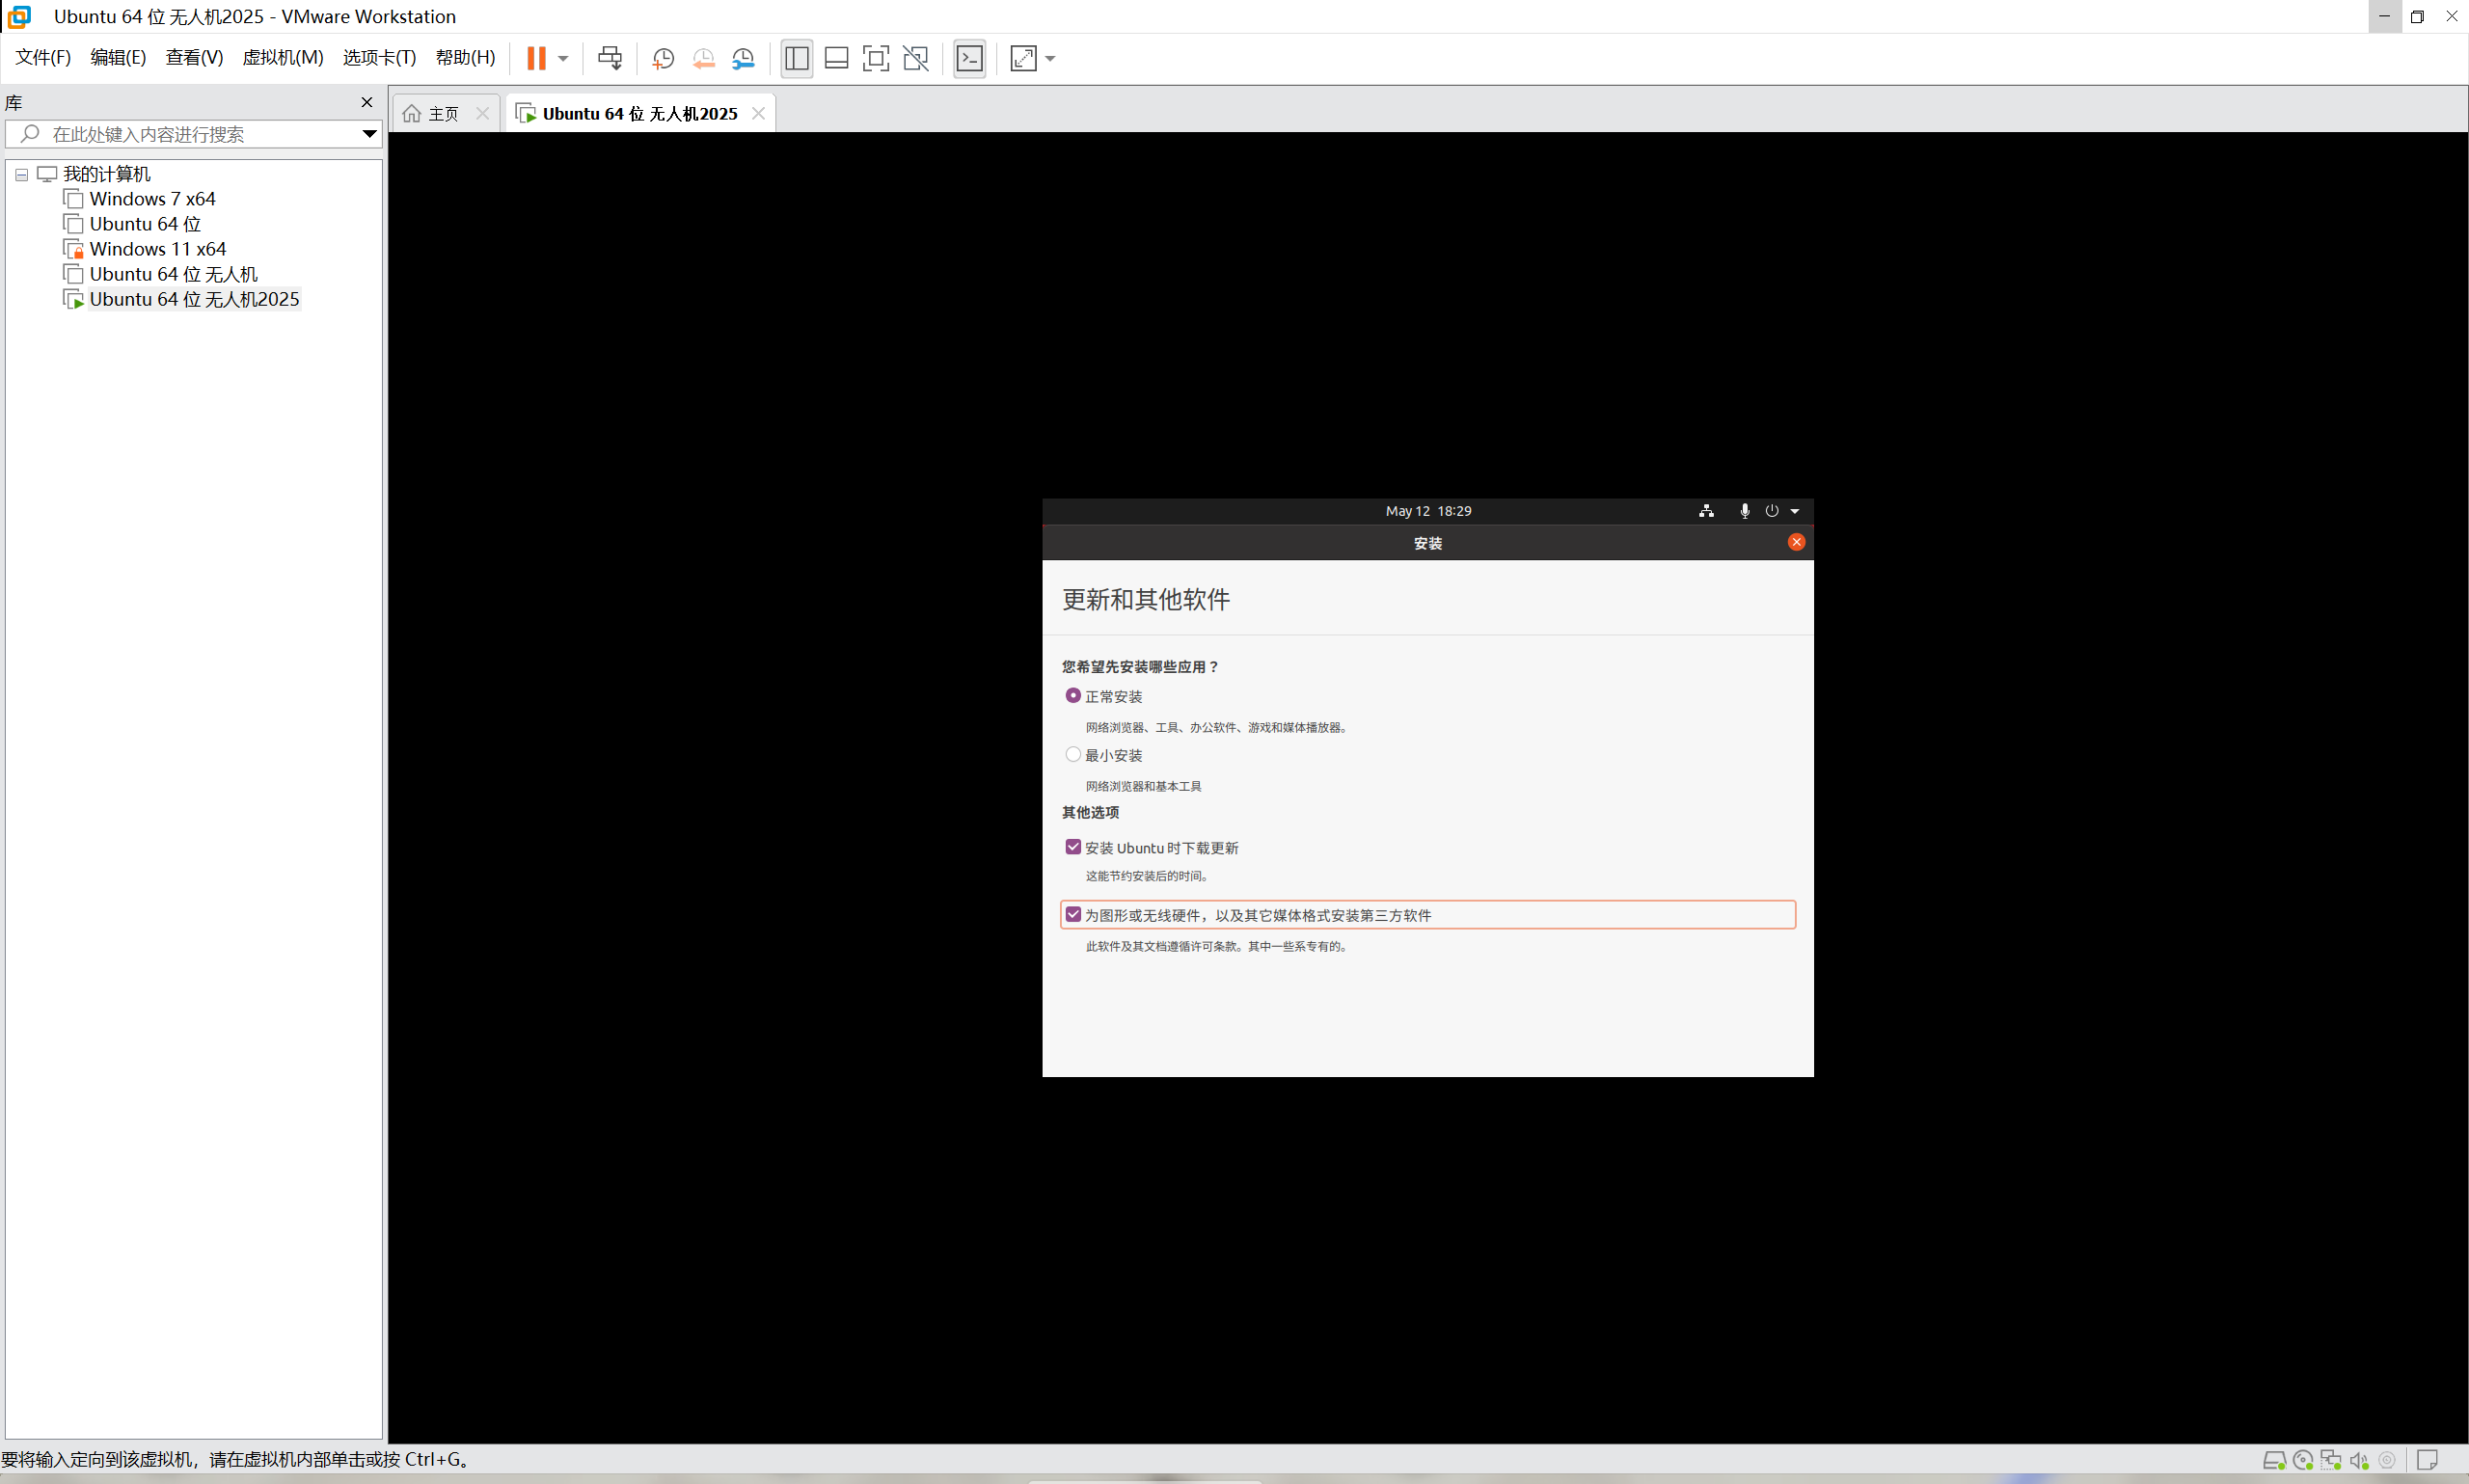 Ubuntu 64 位 无人机2025 - VMware Workstation
文件(F) 编辑(E) 查看(V) 虚拟机(M) 选项卡(T) 帮助(H)
库
在此处键入内容进行搜索
我的计算机
Windows 7 x64
Ubuntu 64 位
Windows 11 x64
Ubuntu 64 位 无人机
Ubuntu 64 位 无人机2025
主页
Ubuntu 64 位 无人机2025
May 12 18:29
安装
更新和其他软件
您希望先安装哪些应用？
正常安装
网络浏览器、工具、办公软件、游戏和媒体播放器。
最小安装
网络浏览器和基本工具
其他选项
安装 Ubuntu 时下载更新
这能节约安装后的时间。
为图形或无线硬件，以及其它媒体格式安装第三方软件
此软件及其文档遵循许可条款。其中一些系专有的。
要将输入定向到该虚拟机，请在虚拟机内部单击或按 Ctrl+G。